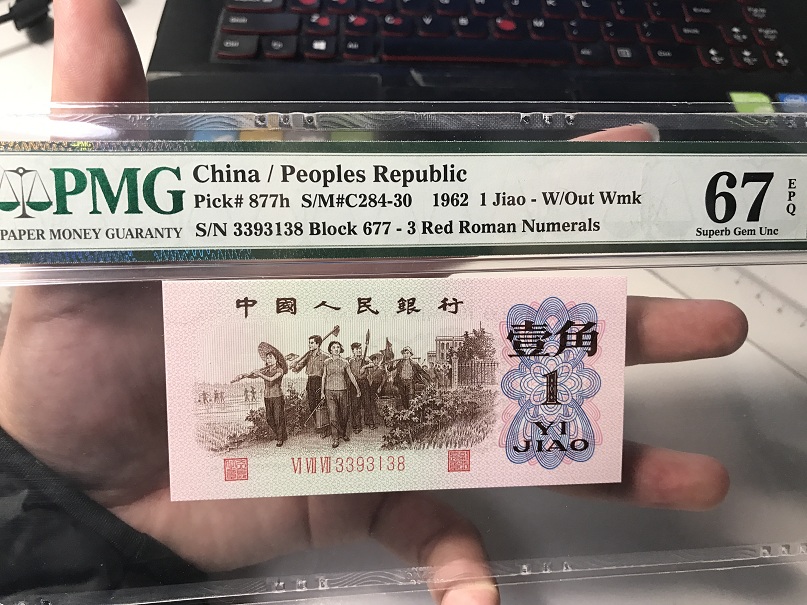 PMG
PAPER MONEY GUARANTY
China / Peoples Republic
Pick# 877h S/M#C284-30 1962 1 Jiao - W/Out Wmk
S/N 3393138 Block 677 - 3 Red Roman Numerals
67
EPQ
Superb Gem Unc
中國人民銀行
壹角
1
YI
JIAO
VI VII VII 3393138